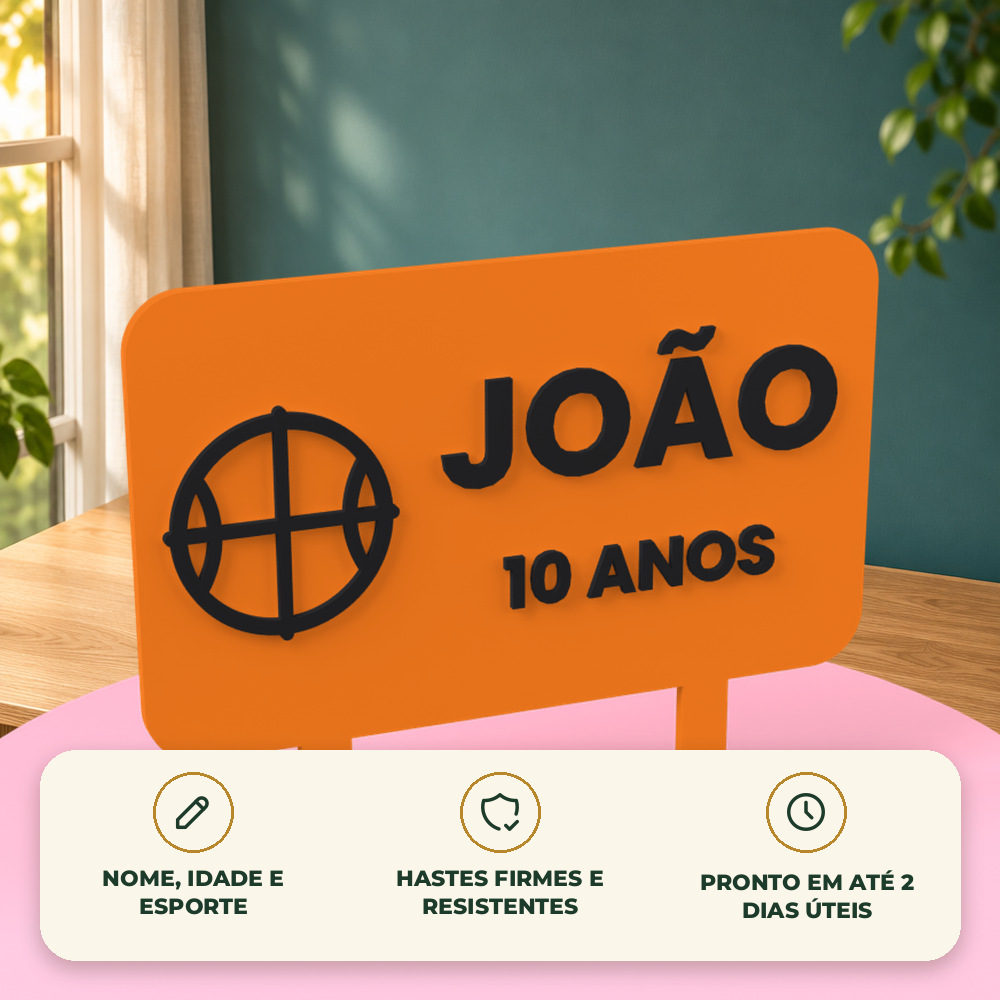 JOÃO
10 ANOS
NOME, IDADE E
ESPORTE
HASTES FIRMES E
RESISTENTES
PRONTO EM ATÉ 2
DIAS ÚTEIS